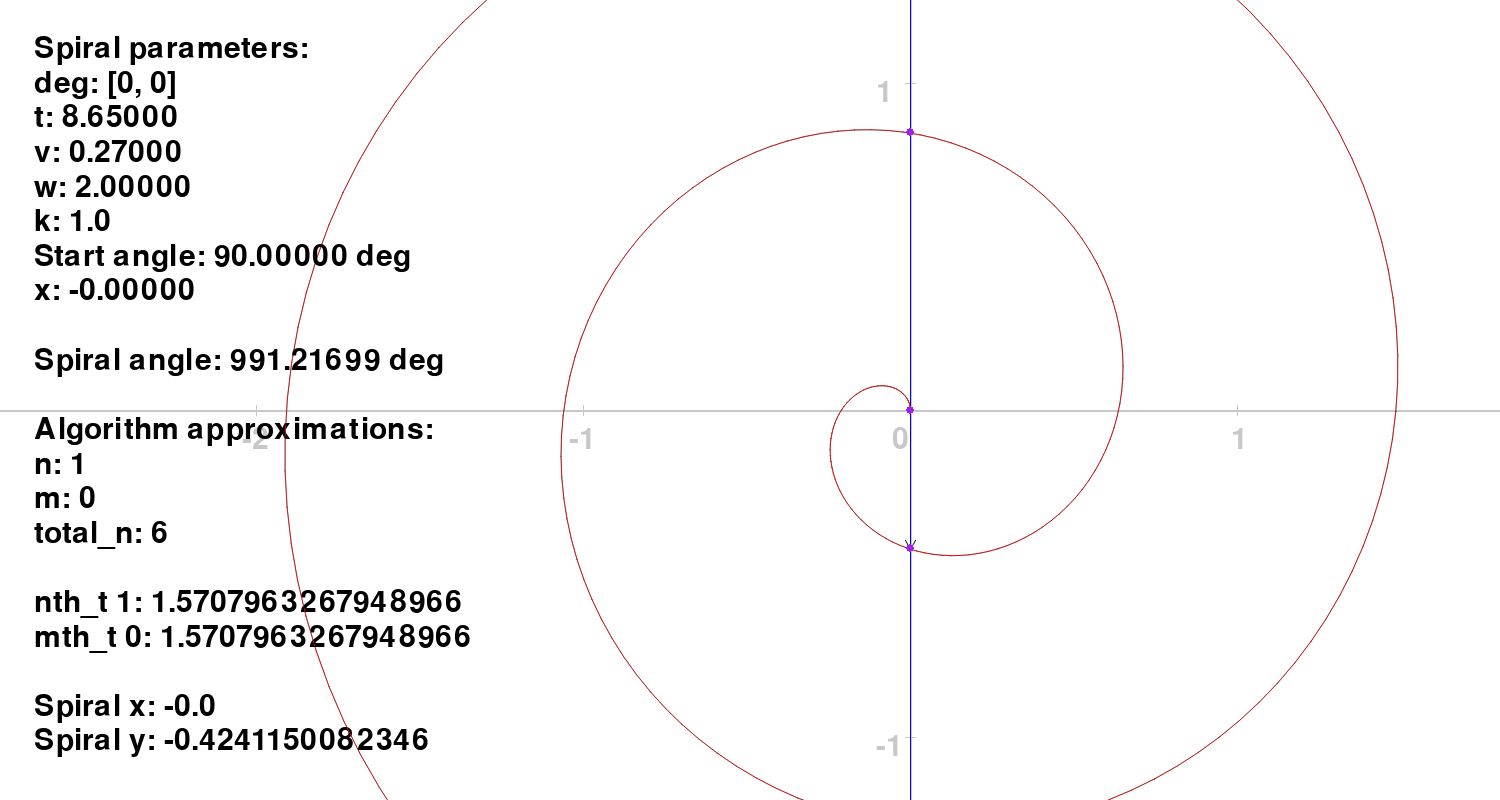 Spiral parameters:
deg: [0, 0]
t: 8.65000
v: 0.27000
w: 2.00000
k: 1.0
Start angle: 90.00000 deg
x: -0.00000
Spiral angle: 991.21699 deg
Algorithm approximations:
n: 1
m: 0
total_n: 6
nth_t 1: 1.5707963267948966
mth_t 0: 1.5707963267948966
Spiral x: -0.0
Spiral y: -0.4241150082346
1
-2
-1
0
1
-1